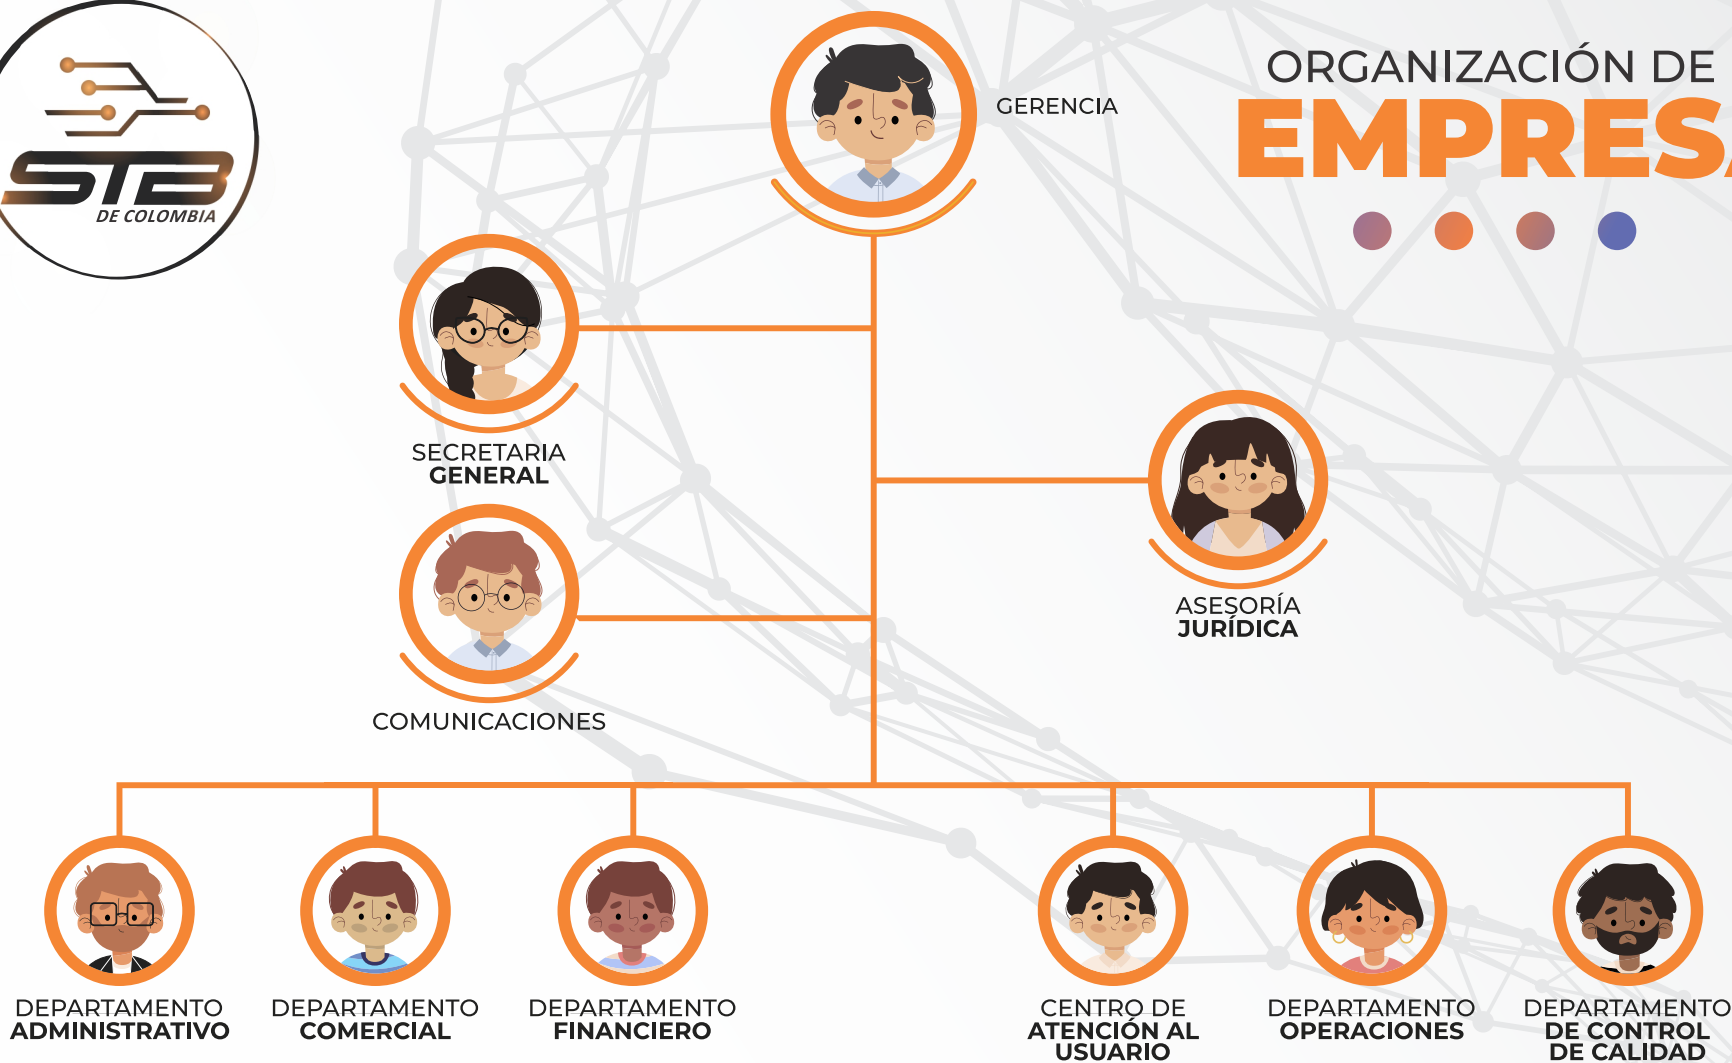 STB
DE COLOMBIA
ORGANIZACIÓN DE
EMPRESA
GERENCIA
SECRETARIA
GENERAL
ASESORÍA
JURÍDICA
COMUNICACIONES
DEPARTAMENTO
ADMINISTRATIVO
DEPARTAMENTO
COMERCIAL
DEPARTAMENTO
FINANCIERO
CENTRO DE
ATENCIÓN AL
USUARIO
DEPARTAMENTO
OPERACIONES
DEPARTAMENTO
DE CONTROL
DE CALIDAD